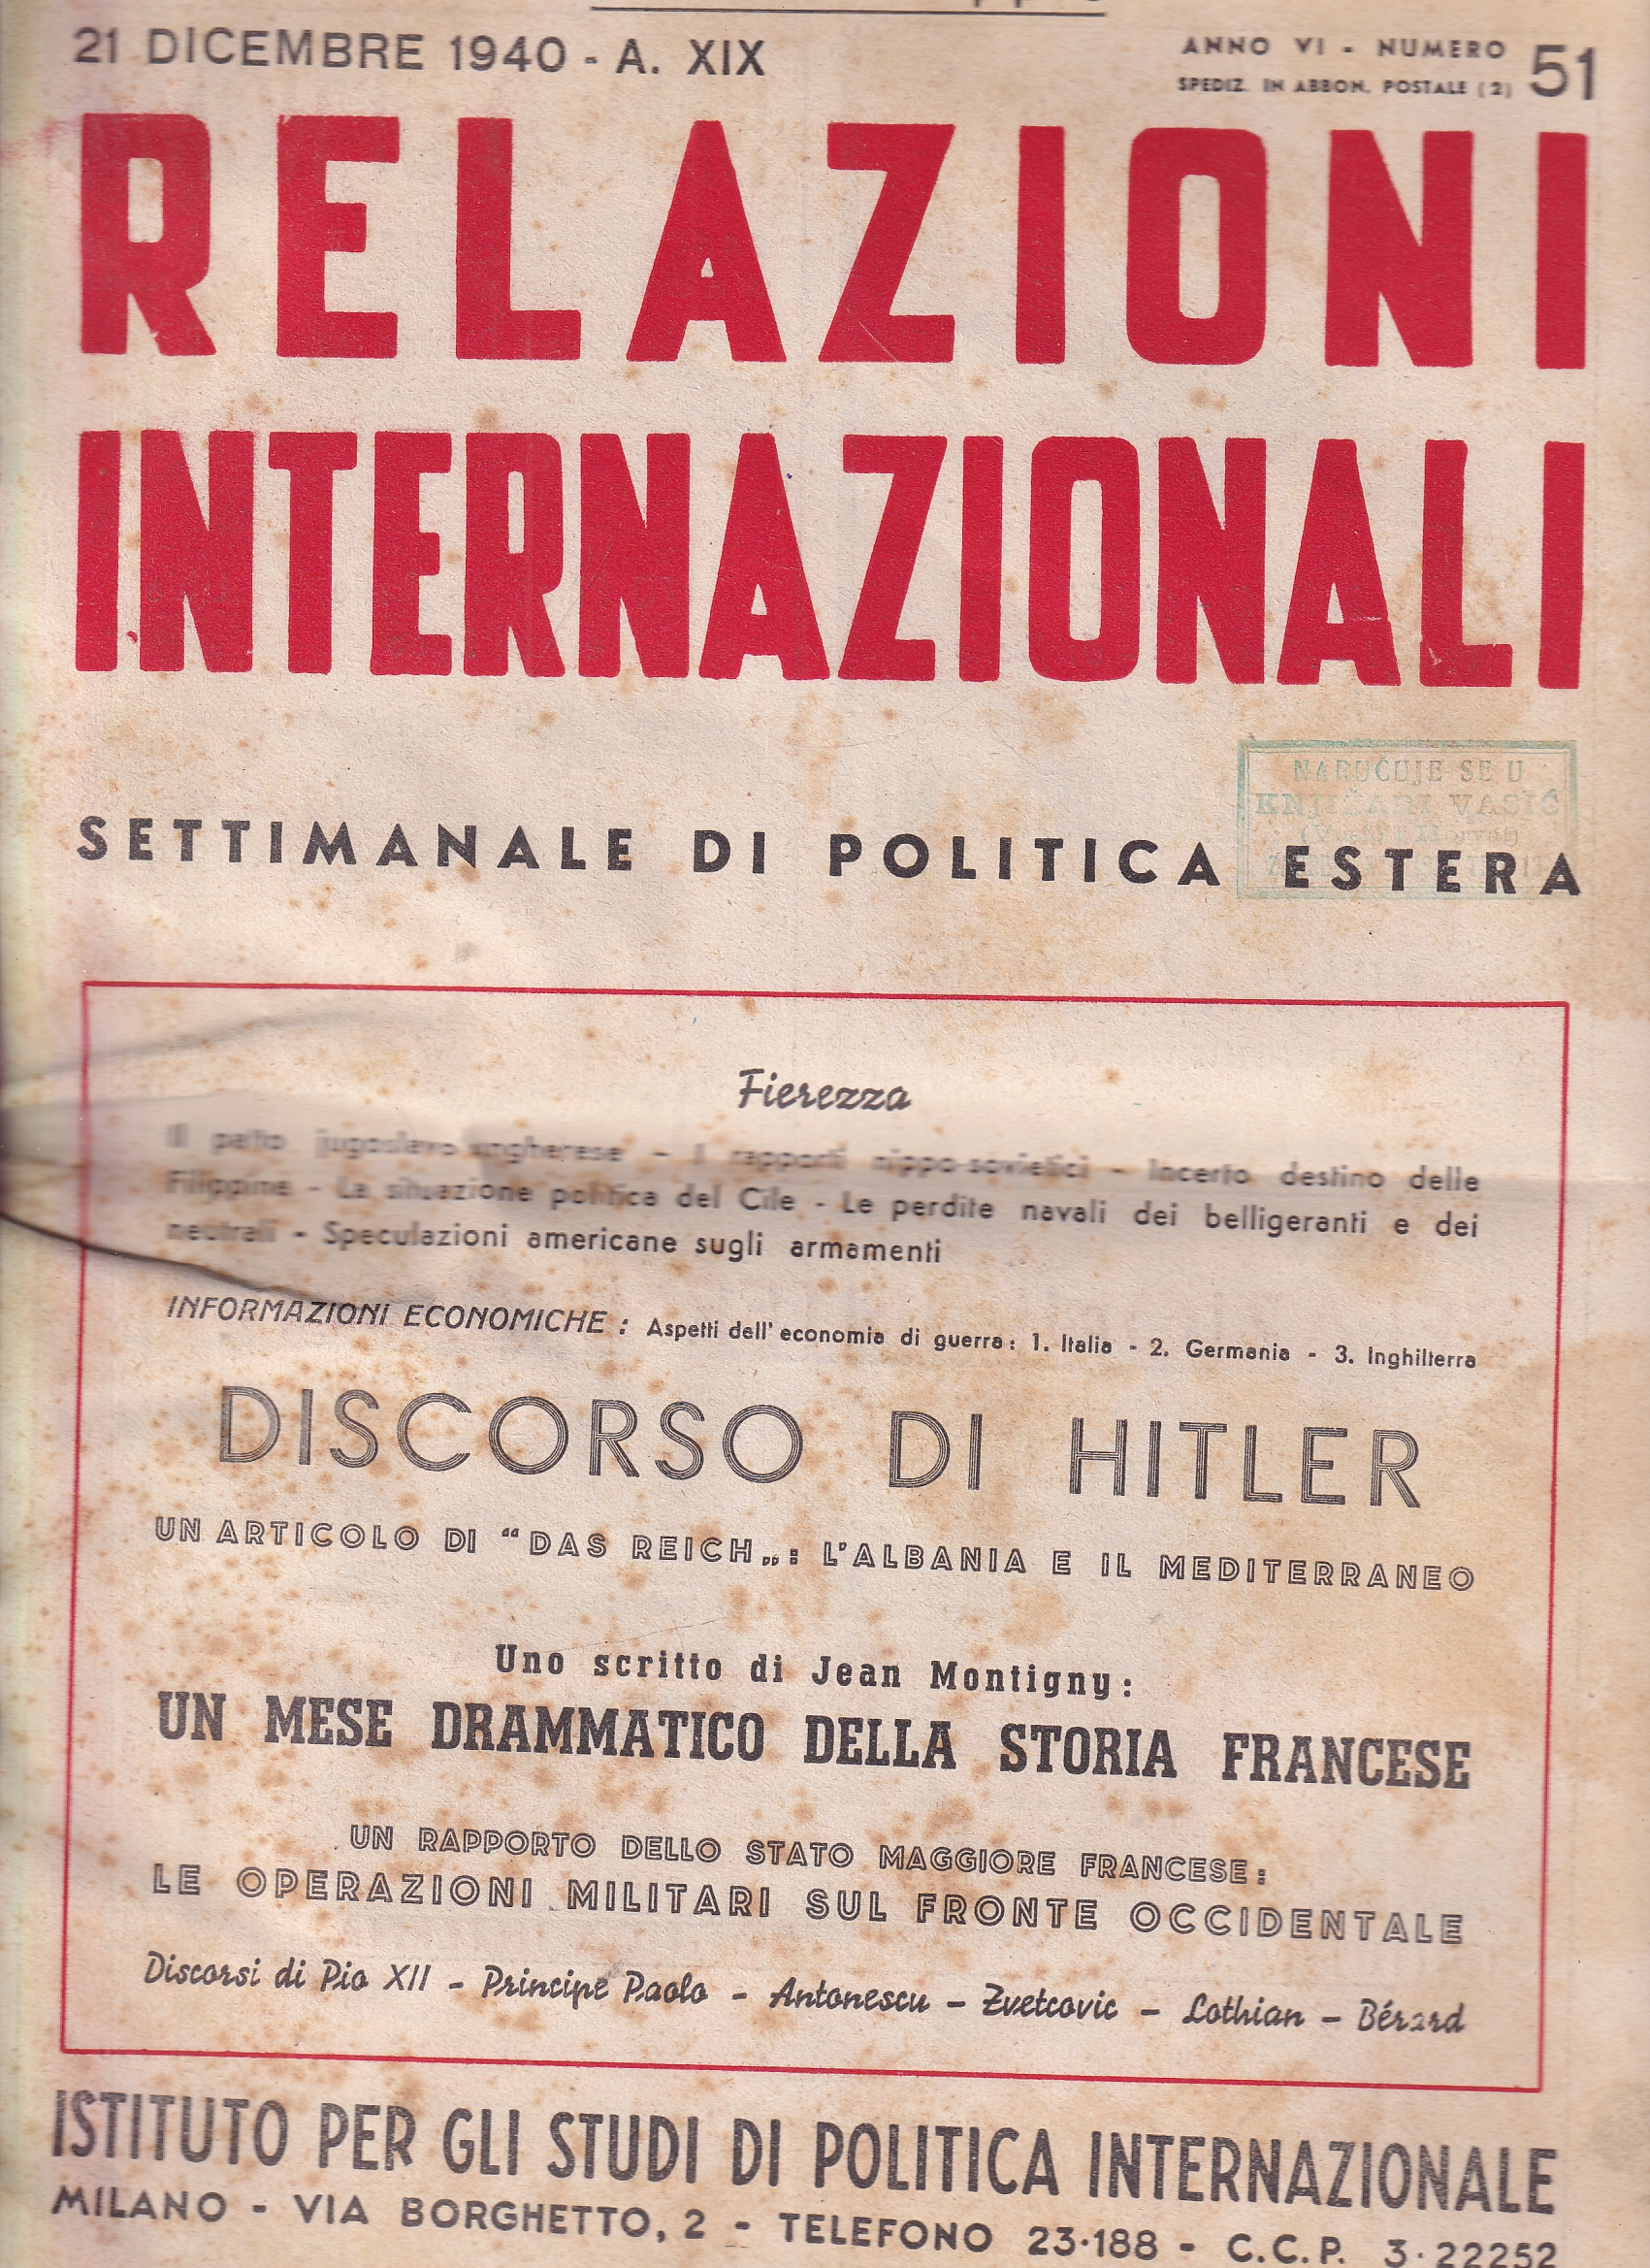 21 DICEMBRE 1940 - A. XIX
ANNO VI - NUMERO 51
SPEDIZ. IN ABBON. POSTALE (2)
RELAZIONI
INTERNAZIONALI
NARUČUJE SE U
KNJIŽARI VASIĆ
SETTIMANALE DI POLITICA ESTERA
Fierezza
Il patto jugoslavo-ungherese - I rapporti nippo-sovietici - Incerto destino delle
Filippine - La situazione politica del Cile - Le perdite navali dei belligeranti e dei
neutrali - Speculazioni americane sugli armamenti
INFORMAZIONI ECONOMICHE : Aspetti dell' economia di guerra: 1. Italia - 2. Germania - 3. Inghilterra
DISCORSO DI HITLER
UN ARTICOLO DI “DAS REICH„: L'ALBANIA E IL MEDITERRANEO
Uno scritto di Jean Montigny:
UN MESE DRAMMATICO DELLA STORIA FRANCESE
UN RAPPORTO DELLO STATO MAGGIORE FRANCESE:
LE OPERAZIONI MILITARI SUL FRONTE OCCIDENTALE
Discorsi di Pio XII - Principe Paolo - Antonescu - Zvetcovic - Lothian - Bérard
ISTITUTO PER GLI STUDI DI POLITICA INTERNAZIONALE
MILANO - VIA BORGHETTO, 2 - TELEFONO 23-188 - C.C.P. 3-22252